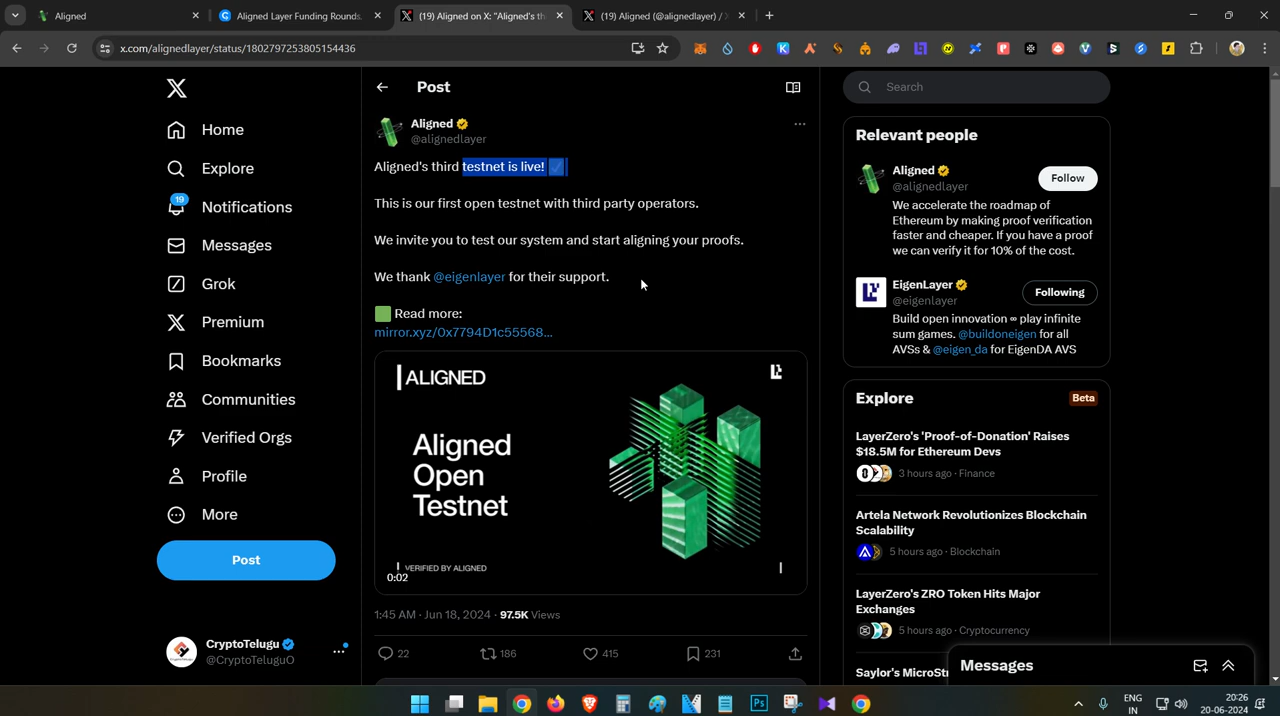 Aligned
Aligned Layer Funding Rounds
(19) Aligned on X: "Aligned's th
(19) Aligned (@alignedlayer) / X
x.com/alignedlayer/status/1802797253805154436
Home
Explore
19
Notifications
Messages
Grok
Premium
Bookmarks
Communities
Verified Orgs
Profile
More
Post
CryptoTelugu
@CryptoTeluguO
Post
Aligned
@alignedlayer
Aligned's third testnet is live!
This is our first open testnet with third party operators.
We invite you to test our system and start aligning your proofs.
We thank @eigenlayer for their support.
Read more:
mirror.xyz/0x7794D1c55568...
ALIGNED
Aligned
Open
Testnet
VERIFIED BY ALIGNED
0:02
1:45 AM · Jun 18, 2024 · 97.5K Views
22
186
415
231
Search
Relevant people
Aligned
@alignedlayer
Follow
We accelerate the roadmap of
Ethereum by making proof verification
faster and cheaper. If you have a proof
we can verify it for 10% of the cost.
EigenLayer
@eigenlayer
Following
Build open innovation ∞ play infinite
sum games. @buildoneigen for all
AVSs & @eigen_da for EigenDA AVS
Explore
Beta
LayerZero's 'Proof-of-Donation' Raises
$18.5M for Ethereum Devs
3 hours ago · Finance
Artela Network Revolutionizes Blockchain
Scalability
5 hours ago · Blockchain
LayerZero's ZRO Token Hits Major
Exchanges
5 hours ago · Cryptocurrency
Saylor's MicroSt
Messages
ENG
IN
20:26
20-06-2024